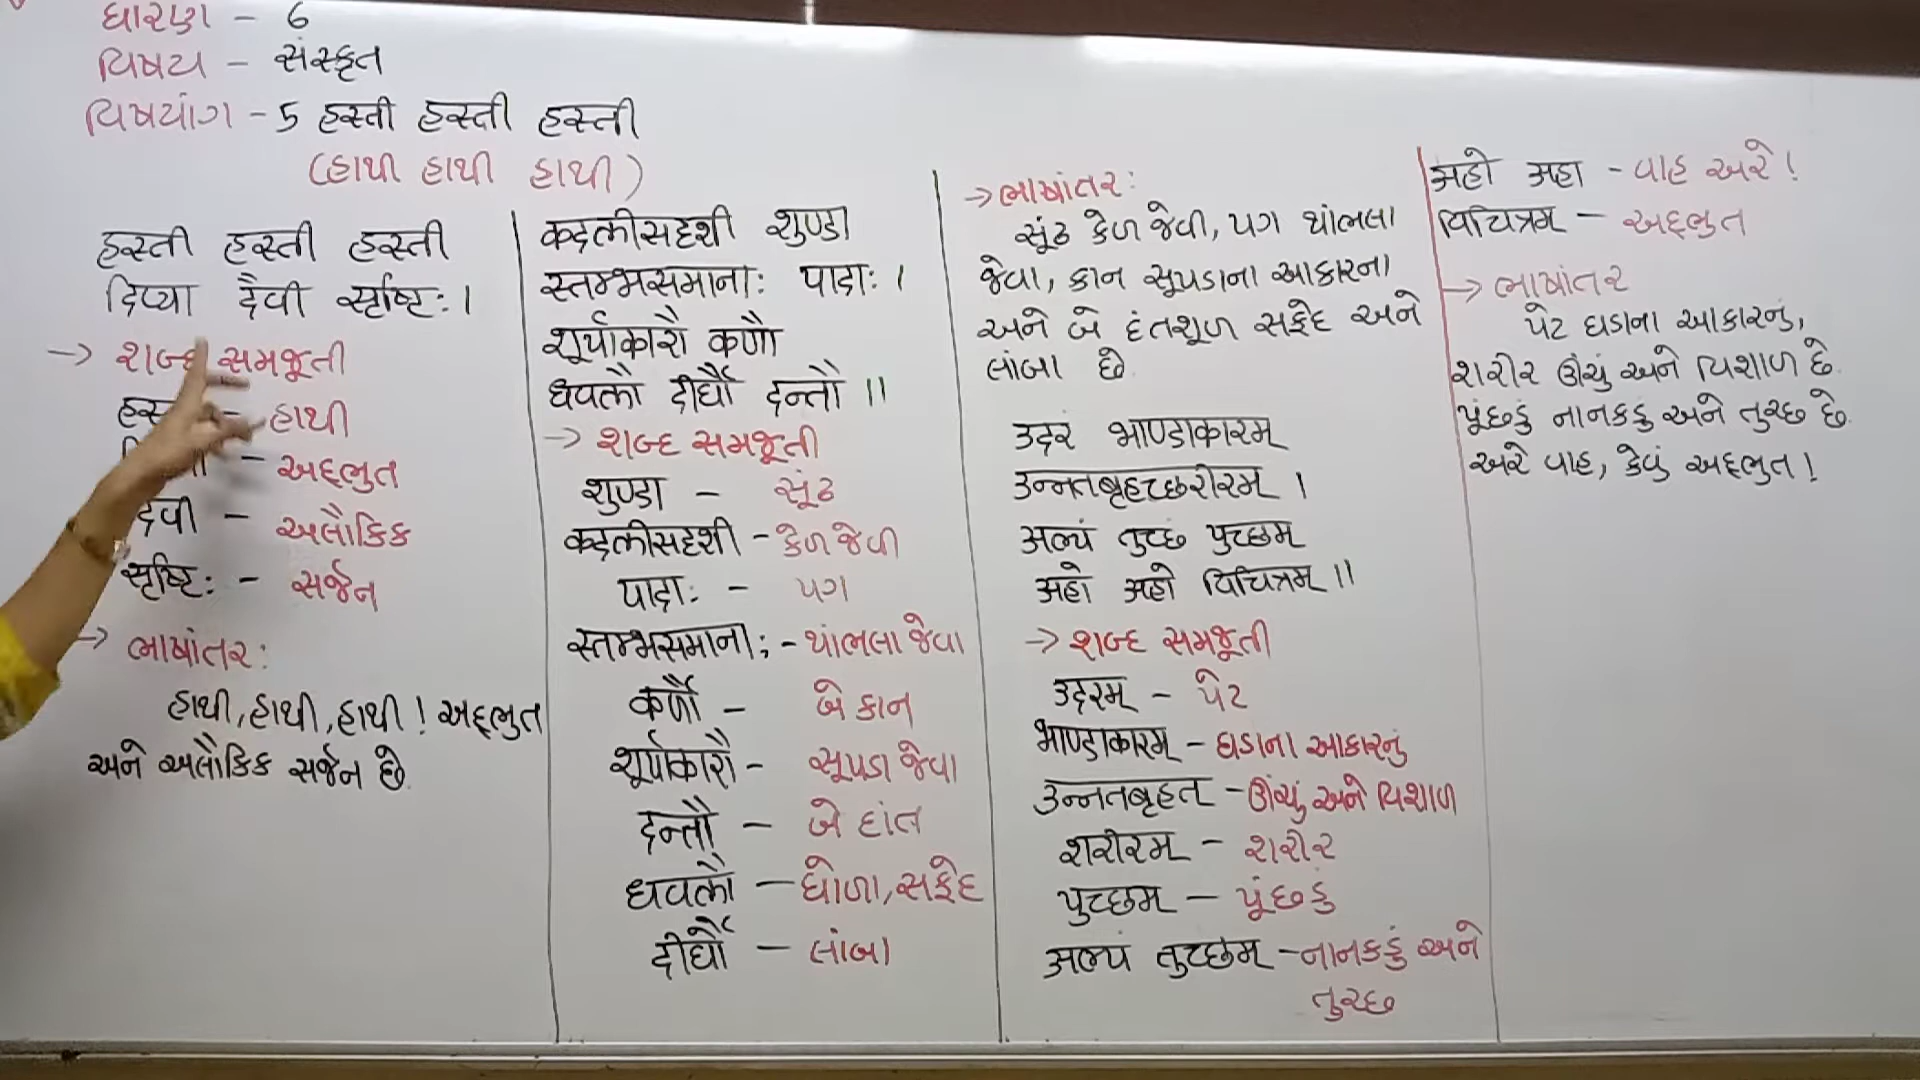 ધોરણ - 6
વિષય - સંસ્કૃત
વિષયાંગ - 5 हस्ती हस्ती हस्ती
(હાથી હાથી હાથી)
हस्ती हस्ती हस्ती
दिव्या दैवी सृष्टिः ।
→ શબ્દ સમજૂતી
- હાથી
- અદ્ભુત
दैवी - અલૌકિક
सृष्टिः - સર્જન
→ ભાષાંતર:
હાથી, હાથી, હાથી! અદ્ભુત
અને અલૌકિક સર્જન છે.
कदलीसदृशी शुण्डा
स्तम्भसमानाः पादाः ।
शूर्पाकारौ कर्णौ
धवलौ दीर्घौ दन्तौ ॥
→ શબ્દ સમજૂતી
शुण्डा - સૂંઢ
कदलीसदृशी - કેળ જેવી
पादाः - પગ
स्तम्भसमानाः - થાંભલા જેવા
कर्णौ - બે કાન
शूर्पाकारौ - સૂપડા જેવા
दन्तौ - બે દાંત
धवलौ - ધોળા, સફેદ
दीर्घौ - લાંબા
→ ભાષાંતર:
સૂંઢ કેળ જેવી, પગ થાંભલા
જેવા, કાન સૂપડાના આકારના
અને બે દંતશૂળ સફેદ અને
લાંબા છે.
उदरं भाण्डाकारम्
उन्नतबृहच्छरीरम् ।
अल्पं तुच्छं पुच्छम्
अहो अहो विचित्रम् ॥
→ શબ્દ સમજૂતી
उदरम् - પેટ
भाण्डाकारम् - ઘડાના આકારનું
उन्नतबृहत् - ઊંચું અને વિશાળ
शरीरम् - શરીર
पुच्छम् - પૂંછડું
अल्पं तुच्छम् - નાનકડું અને
તુચ્છ
अहो अहा - વાહ અરે!
विचित्रम् - અદ્ભુત
→ ભાષાંતર
પેટ ઘડાના આકારનું,
શરીર ઊંચું અને વિશાળ છે.
પૂંછડું નાનકડું અને તુચ્છ છે.
અરે વાહ, કેવું અદ્ભુત!